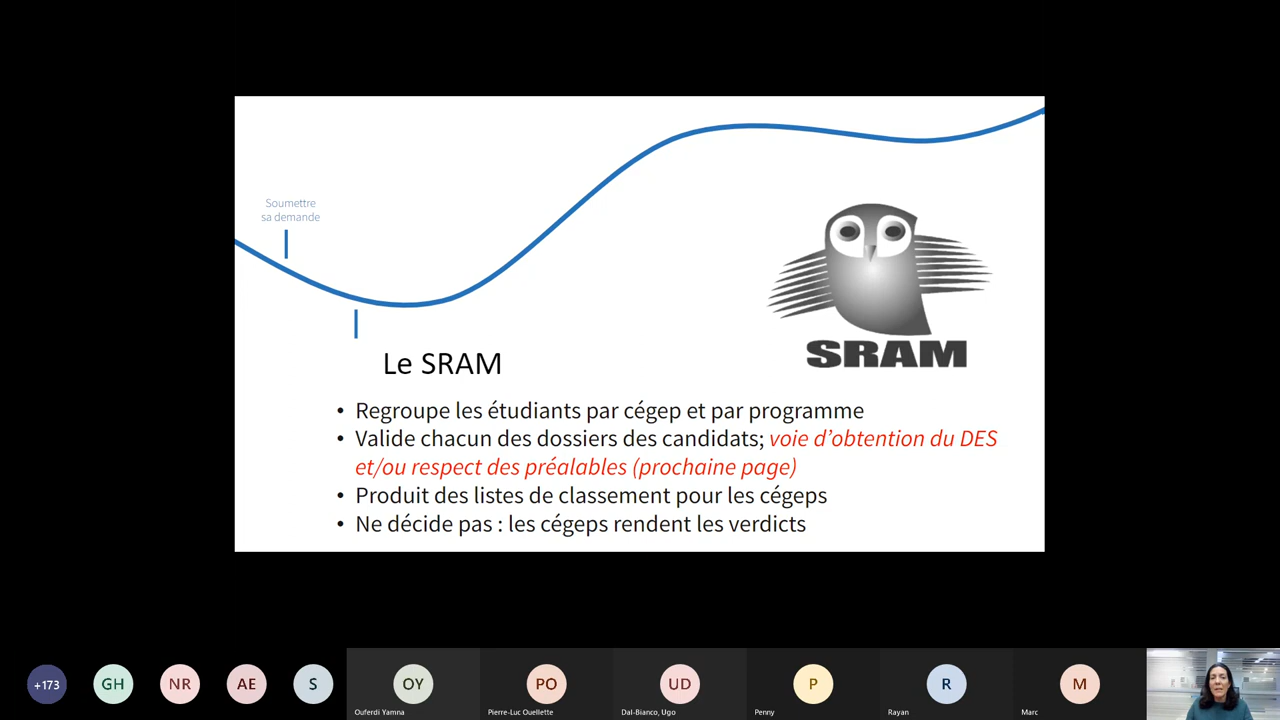 Soumettre
sa demande
SRAM
Le SRAM
• Regroupe les étudiants par cégep et par programme
• Valide chacun des dossiers des candidats; voie d’obtention du DES
et/ou respect des préalables (prochaine page)
• Produit des listes de classement pour les cégeps
• Ne décide pas : les cégeps rendent les verdicts
+173
GH
NR
AE
S
OY
PO
UD
P
R
M
Ouferdi Yamna
Pierre-Luc Ouellette
Dal-Bianco, Ugo
Penny
Rayan
Marc